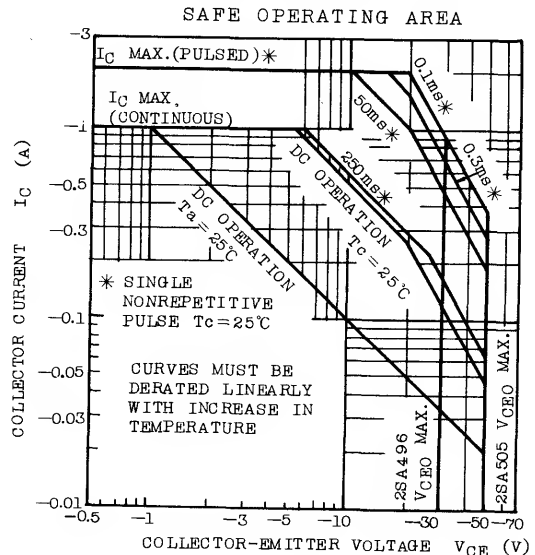 SAFE OPERATING AREA
-3
IC MAX.(PULSED)*
IC MAX.
(CONTINUOUS)
0.1ms*
50ms*
0.3ms*
250ms*
-1
-0.5
-0.3
-0.1
-0.05
-0.03
-0.01
COLLECTOR CURRENT IC (A)
DC OPERATION
Ta=25℃
DC OPERATION
Tc=25℃
* SINGLE
NONREPETITIVE
PULSE Tc=25℃
CURVES MUST BE
DERATED LINEARLY
WITH INCREASE IN
TEMPERATURE
2SA496
VCEO MAX.
2SA505 VCEO MAX.
-0.5 -1 -3 -5 -10 -30 -50 -70
COLLECTOR-EMITTER VOLTAGE VCE (V)